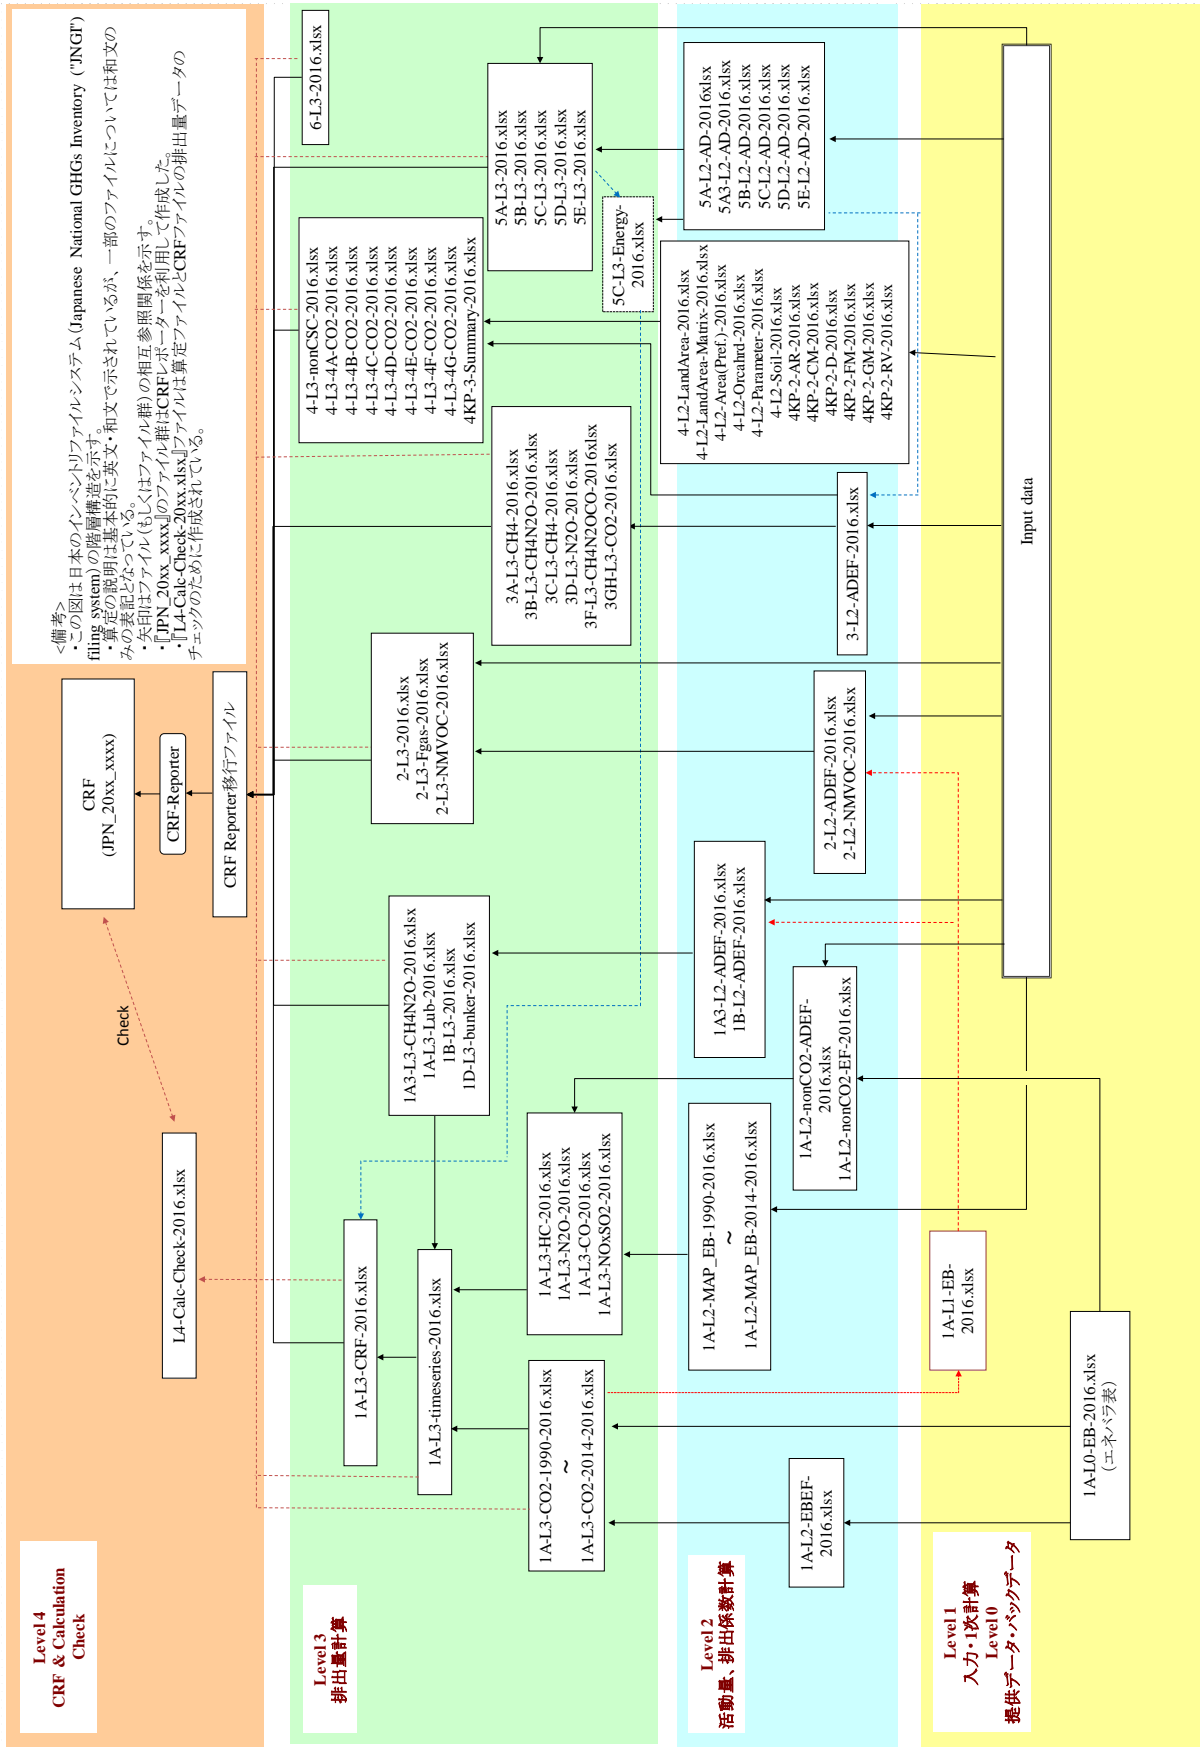 Level 4
CRF & Calculation
Check
L4-Calc-Check-2016.xlsx
Check
CRF
(JPN_20xx_xxxx)
CRF-Reporter
CRF Reporter移行ファイル
<備考>
・この図は日本のインベントリファイルシステム(Japanese National GHGs Inventory ("JNGI")
filing system)の階層構造を示す。
・算定の説明は基本的に英文・和文で示されているが、一部のファイルについては和文の
みの表記となっている。
・矢印はファイル(もしくはファイル群)の相互参照関係を示す。
・『JPN_20xx_xxxx』のファイル群はCRFレポーターを利用して作成した。
・『L4-Calc-Check-20xx.xlsx』ファイルは算定ファイルとCRFファイルの排出量データの
チェックのために作成されている。
Level 3
排出量計算
1A-L3-CRF-2016.xlsx
1A-L3-timeseries-2016.xlsx
1A-L3-CO2-1990-2016.xlsx
~
1A-L3-CO2-2014-2016.xlsx
1A-L3-HC-2016.xlsx
1A-L3-N2O-2016.xlsx
1A-L3-CO-2016.xlsx
1A-L3-NOxSO2-2016.xlsx
1A3-L3-CH4N2O-2016.xlsx
1A-L3-Lub-2016.xlsx
1B-L3-2016.xlsx
1D-L3-bunker-2016.xlsx
2-L3-2016.xlsx
2-L3-Fgas-2016.xlsx
2-L3-NMVOC-2016.xlsx
3A-L3-CH4-2016.xlsx
3B-L3-CH4N2O-2016.xlsx
3C-L3-CH4-2016.xlsx
3D-L3-N2O-2016.xlsx
3F-L3-CH4N2OCO-2016xlsx
3GH-L3-CO2-2016.xlsx
4-L3-nonCSC-2016.xlsx
4-L3-4A-CO2-2016.xlsx
4-L3-4B-CO2-2016.xlsx
4-L3-4C-CO2-2016.xlsx
4-L3-4D-CO2-2016.xlsx
4-L3-4E-CO2-2016.xlsx
4-L3-4F-CO2-2016.xlsx
4-L3-4G-CO2-2016.xlsx
4KP-3-Summary-2016.xlsx
5A-L3-2016.xlsx
5B-L3-2016.xlsx
5C-L3-2016.xlsx
5D-L3-2016.xlsx
5E-L3-2016.xlsx
5C-L3-Energy-
2016.xlsx
6-L3-2016.xlsx
Level 2
活動量、排出係数計算
1A-L2-EBEF-
2016.xlsx
1A-L2-MAP_EB-1990-2016.xlsx
~
1A-L2-MAP_EB-2014-2016.xlsx
1A-L2-nonCO2-ADEF-
2016.xlsx
1A-L2-nonCO2-EF-2016.xlsx
1A3-L2-ADEF-2016.xlsx
1B-L2-ADEF-2016.xlsx
2-L2-ADEF-2016.xlsx
2-L2-NMVOC-2016.xlsx
3-L2-ADEF-2016.xlsx
4-L2-LandArea-2016.xlsx
4-L2-LandArea-Matrix-2016.xlsx
4-L2-Area(Pref.)-2016.xlsx
4-L2-Orcahrd-2016.xlsx
4-L2-Parameter-2016.xlsx
4-L2-Soil-2016.xlsx
4KP-2-AR-2016.xlsx
4KP-2-CM-2016.xlsx
4KP-2-D-2016.xlsx
4KP-2-FM-2016.xlsx
4KP-2-GM-2016.xlsx
4KP-2-RV-2016.xlsx
5A-L2-AD-2016xlsx
5A3-L2-AD-2016.xlsx
5B-L2-AD-2016.xlsx
5C-L2-AD-2016.xlsx
5D-L2-AD-2016.xlsx
5E-L2-AD-2016.xlsx
Level 1
入力・1次計算
Level 0
提供データ・バックデータ
1A-L1-EB-
2016.xlsx
1A-L0-EB-2016.xlsx
(エネバラ表)
Input data